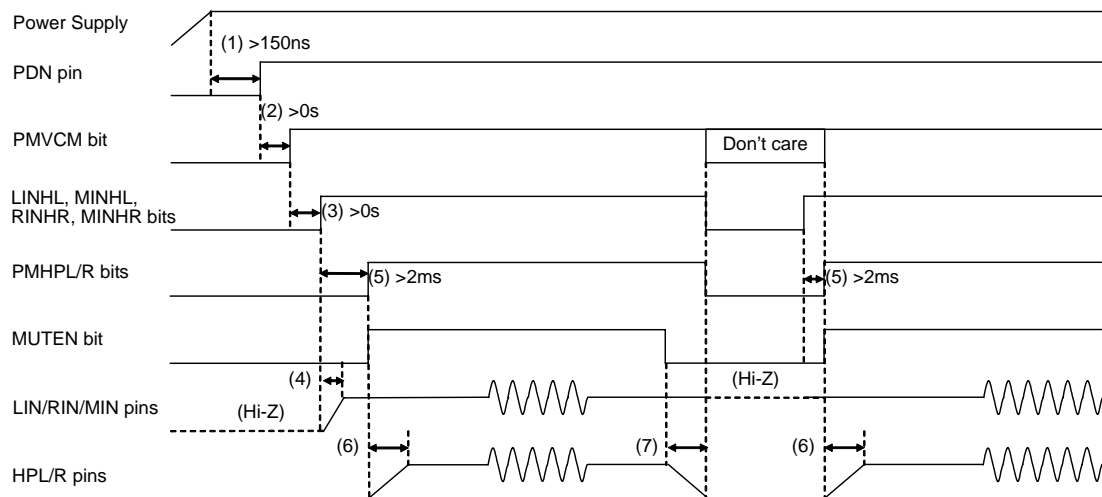 Power Supply
(1) >150ns
PDN pin
(2) >0s
PMVCM bit
Don't care
LINHL, MINHL,
RINHR, MINHR bits
(3) >0s
PMHPL/R bits
(5) >2ms
(5) >2ms
MUTEN bit
(4)
(Hi-Z)
(Hi-Z)
LIN/RIN/MIN pins
(6)
(7)
(6)
HPL/R pins